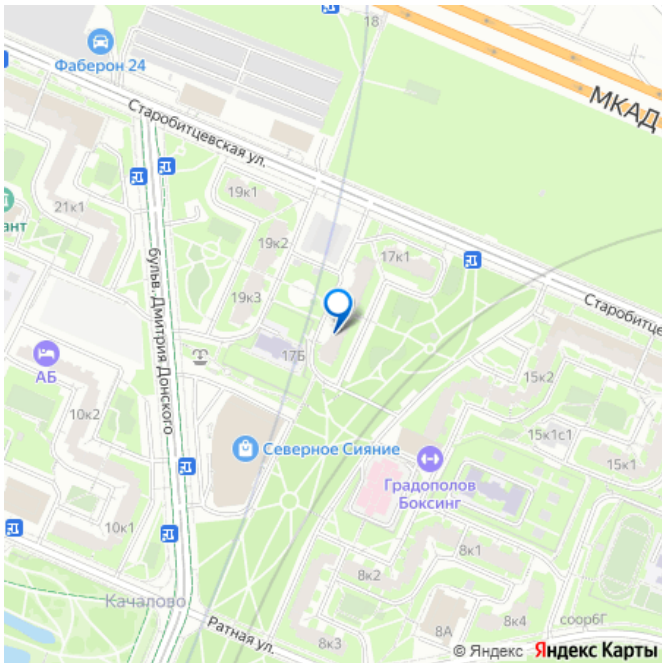 18
Фаберон 24
МКАД
Старобитцевская ул.
19к1
21к1
ант
19к2
17к1
бульв. Дмитрия Донского
19к3
Старобитце
17Б
АБ
15к2
10к2
Северное Сияние
15к1с1
15к1
Градополов
Боксинг
10к1
8к1
8к2
Качалово
Ратная ул.
8А
8к4
соор6Г
8к3
© Яндекс Яндекс Карты